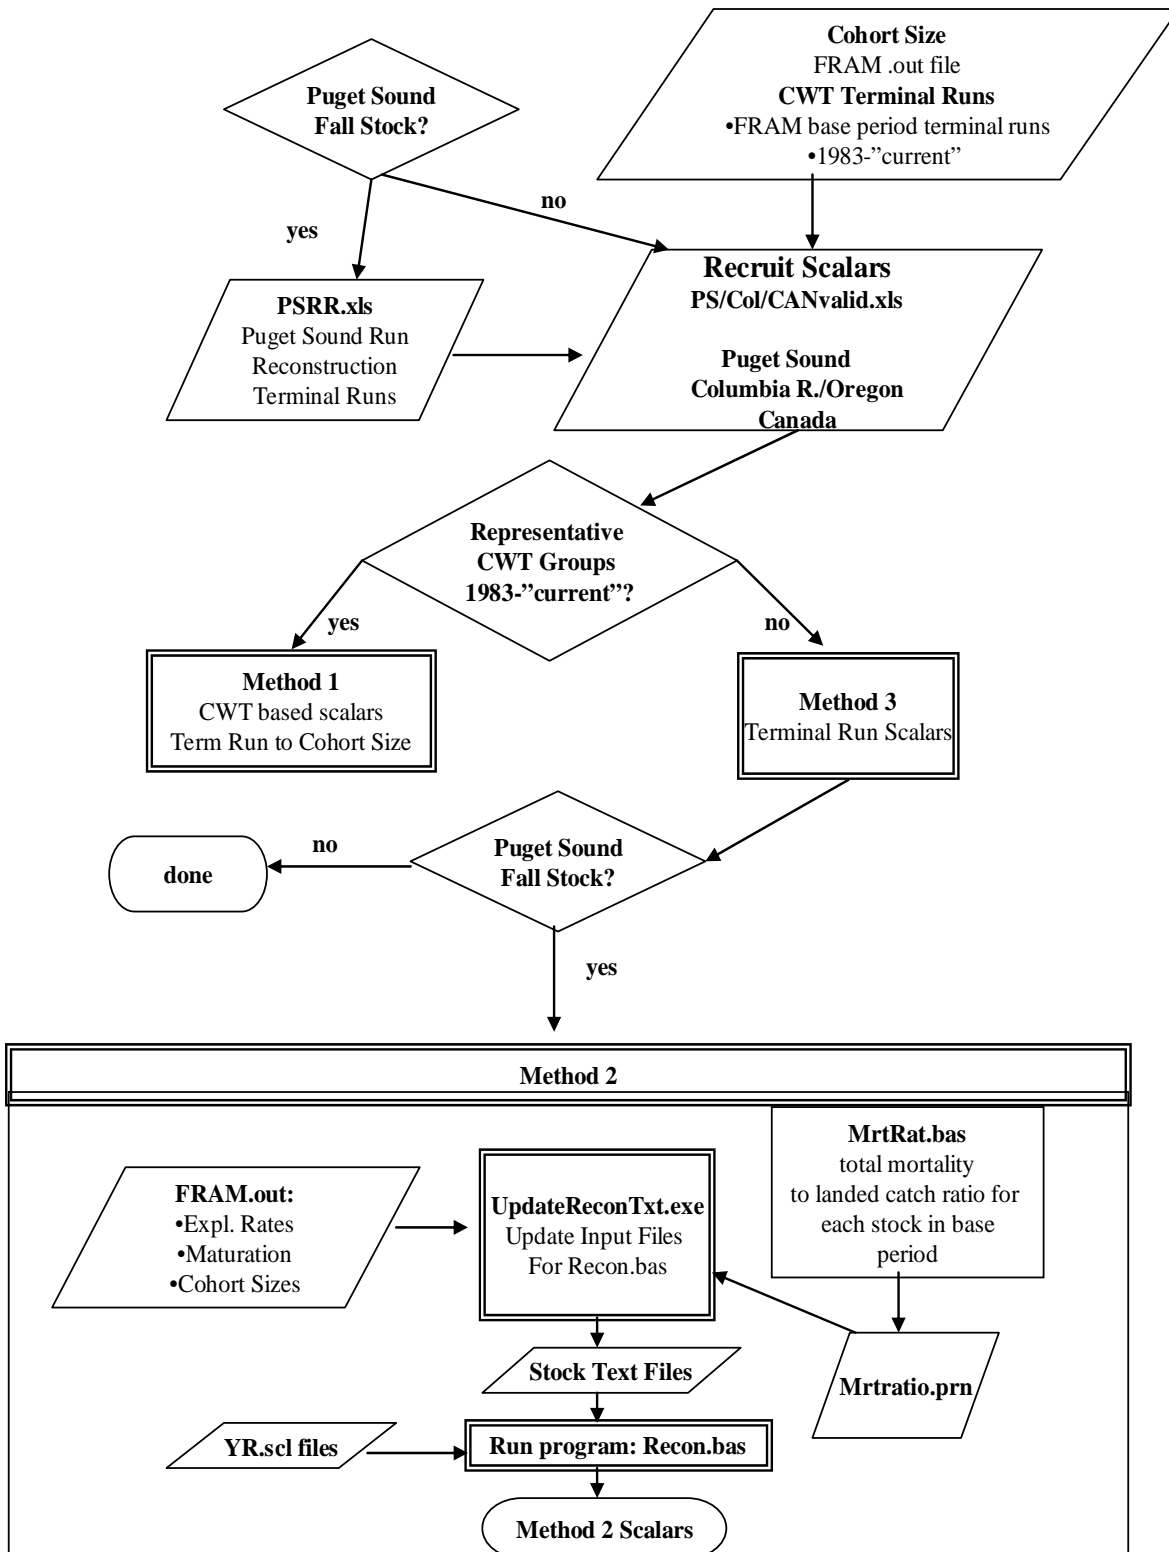 Puget Sound
Fall Stock?
Cohort Size
FRAM .out file
CWT Terminal Runs
•FRAM base period terminal runs
•1983-”current”
no
yes
Recruit Scalars
PS/Col/CANvalid.xls
Puget Sound
Columbia R./Oregon
Canada
PSRR.xls
Puget Sound Run
Reconstruction
Terminal Runs
Representative
CWT Groups
1983-”current”?
yes
no
Method 1
CWT based scalars
Term Run to Cohort Size
Method 3
Terminal Run Scalars
Puget Sound
Fall Stock?
no
done
yes
Method 2
MrtRat.bas
total mortality
to landed catch ratio for
each stock in base
period
FRAM.out:
•Expl. Rates
•Maturation
•Cohort Sizes
UpdateReconTxt.exe
Update Input Files
For Recon.bas
Stock Text Files
Mrtratio.prn
YR.scl files
Run program: Recon.bas
Method 2 Scalars